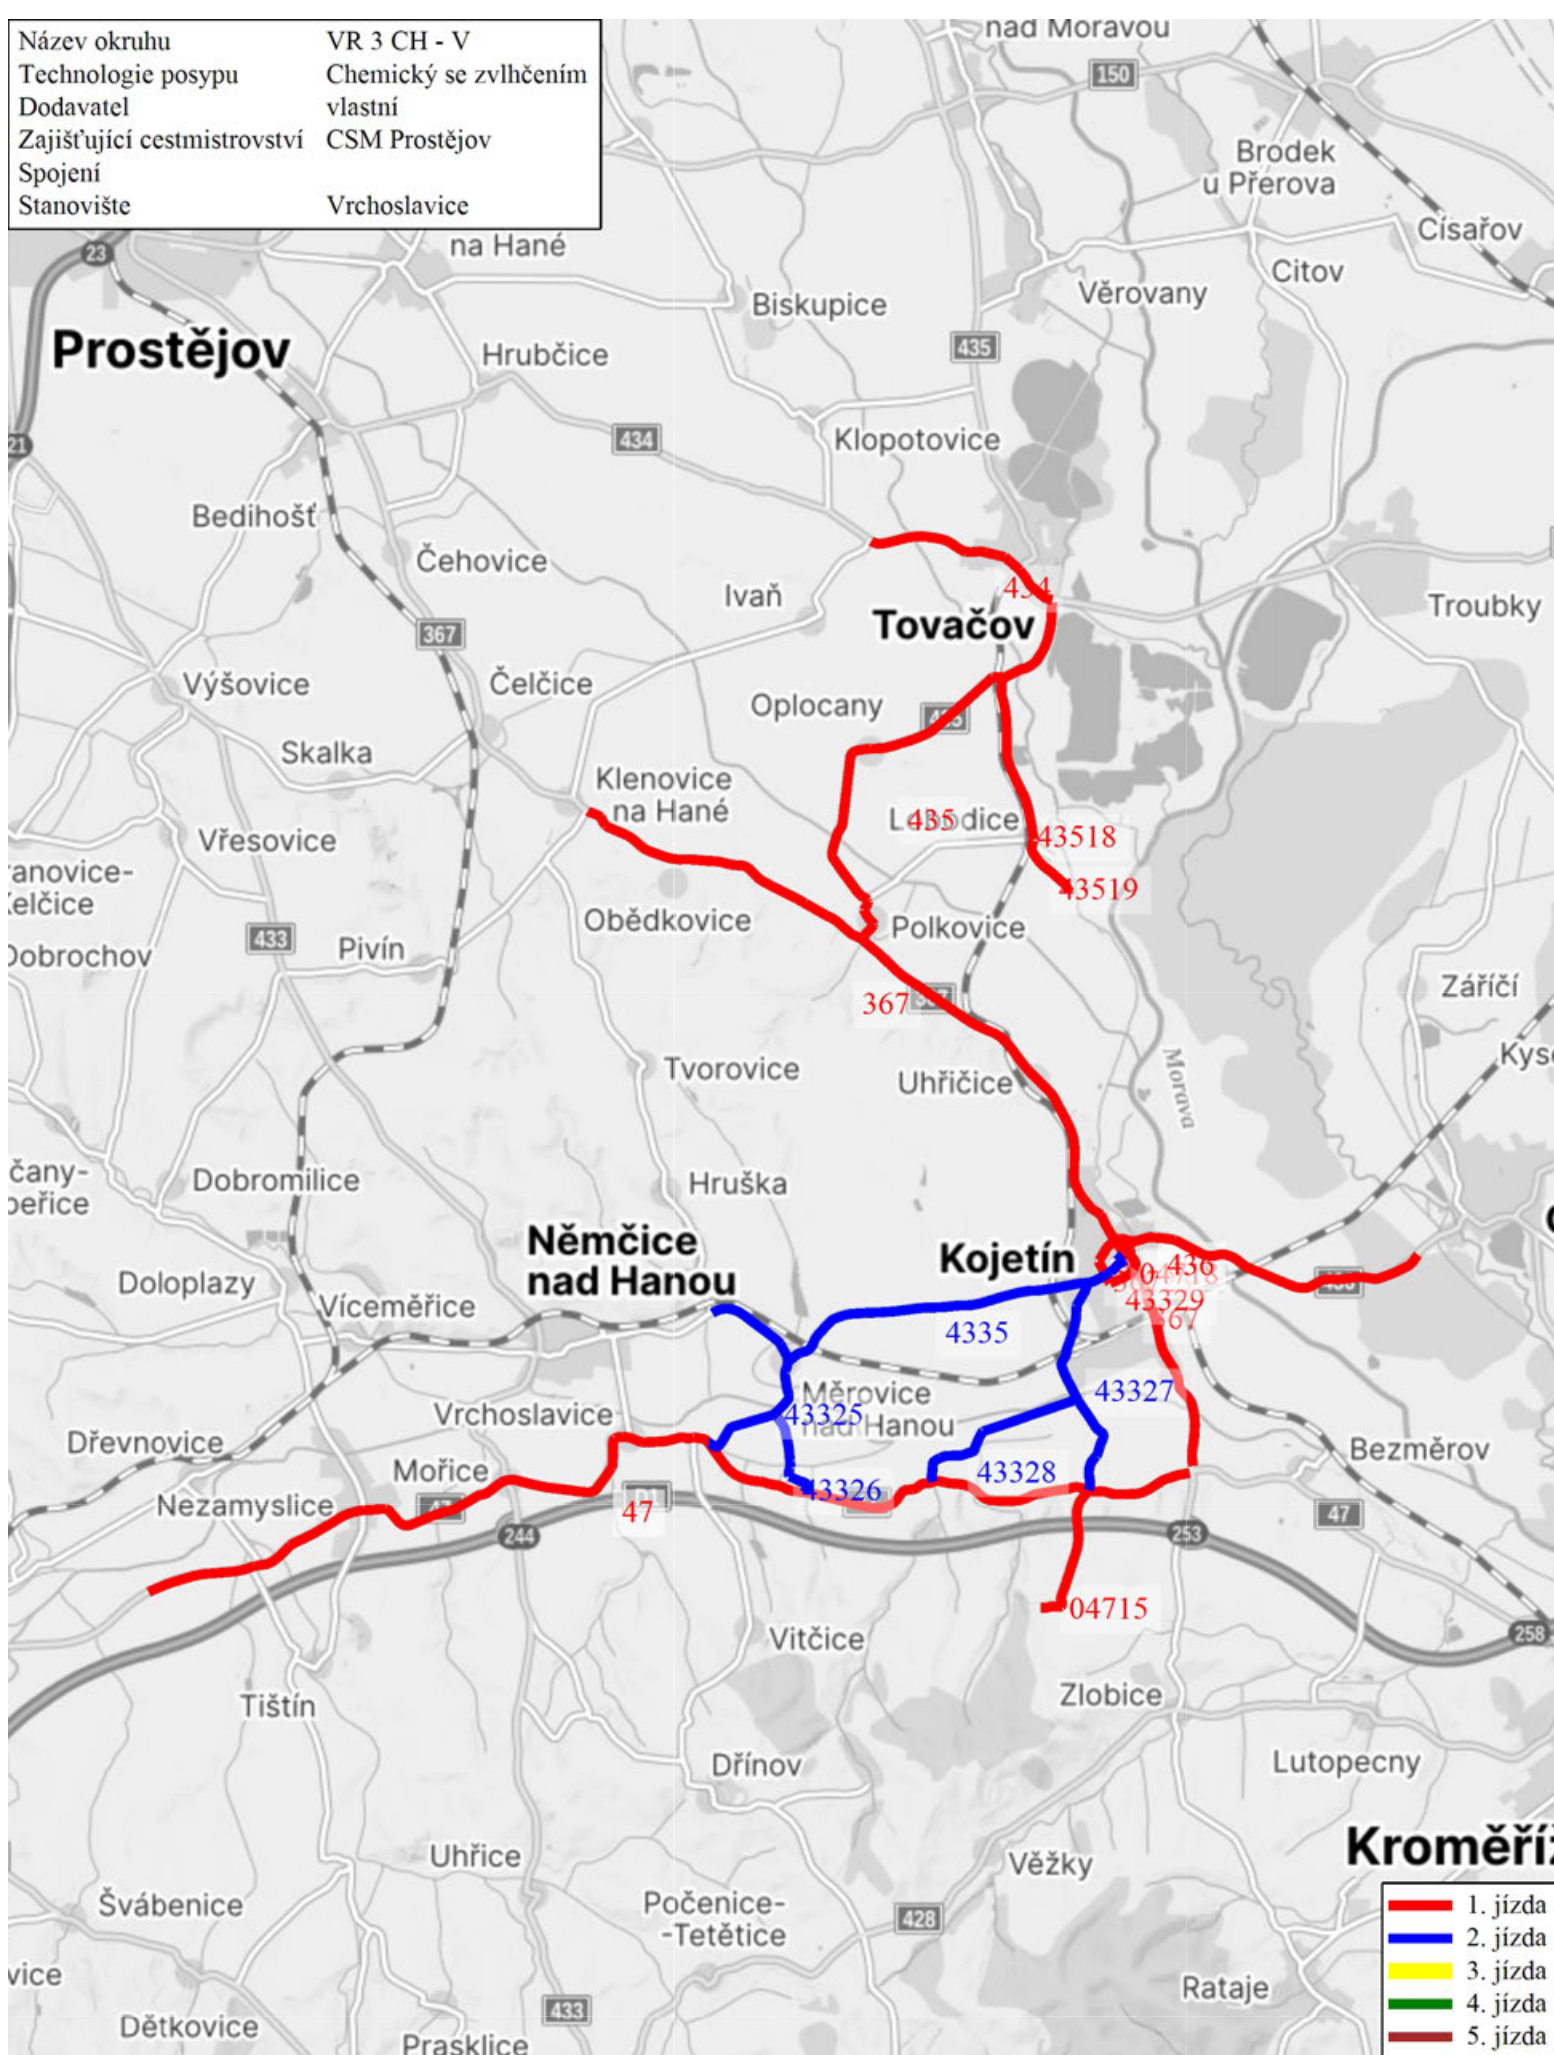 Název okruhu VR 3 CH - V
Technologie posypu Chemický se zvlhčením
Dodavatel vlastní
Zajišťující cestmistrovství CSM Prostějov
Spojení
Stanovište Vrchoslavice
nad Moravou
150
Brodek
u Přerova
Císařov
na Hané
23
Citov
Věrovany
Biskupice
Prostějov
Hrubčice
435
434
Klopotovice
21
Bedihošť
Čehovice
Ivaň
434
Troubky
Tovačov
367
Výšovice
Čelčice
Oplocany
Skalka
Klenovice
na Hané
435
43518
Vřesovice
43519
Obědkovice
Polkovice
433
Pivín
Záříčí
367
Tvorovice
Uhřičice
Morava
Dobromilice
Hruška
Němčice
nad Hanou
Kojetín
436
Doloplazy
43329
367
Víceměřice
4335
Měrovice
nad Hanou
43327
43325
Vrchoslavice
Dřevnovice
Bezměrov
Mořice
43328
43326
Nezamyslice
47
47
244
253
04715
258
Vitčice
Zlobice
Tištín
Dřínov
Lutopecny
Kroměříž
Uhřice
Věžky
Švábenice
Počenice-
-Tetětice
428
1. jízda
2. jízda
3. jízda
4. jízda
5. jízda
Rataje
433
Dětkovice
Prasklice